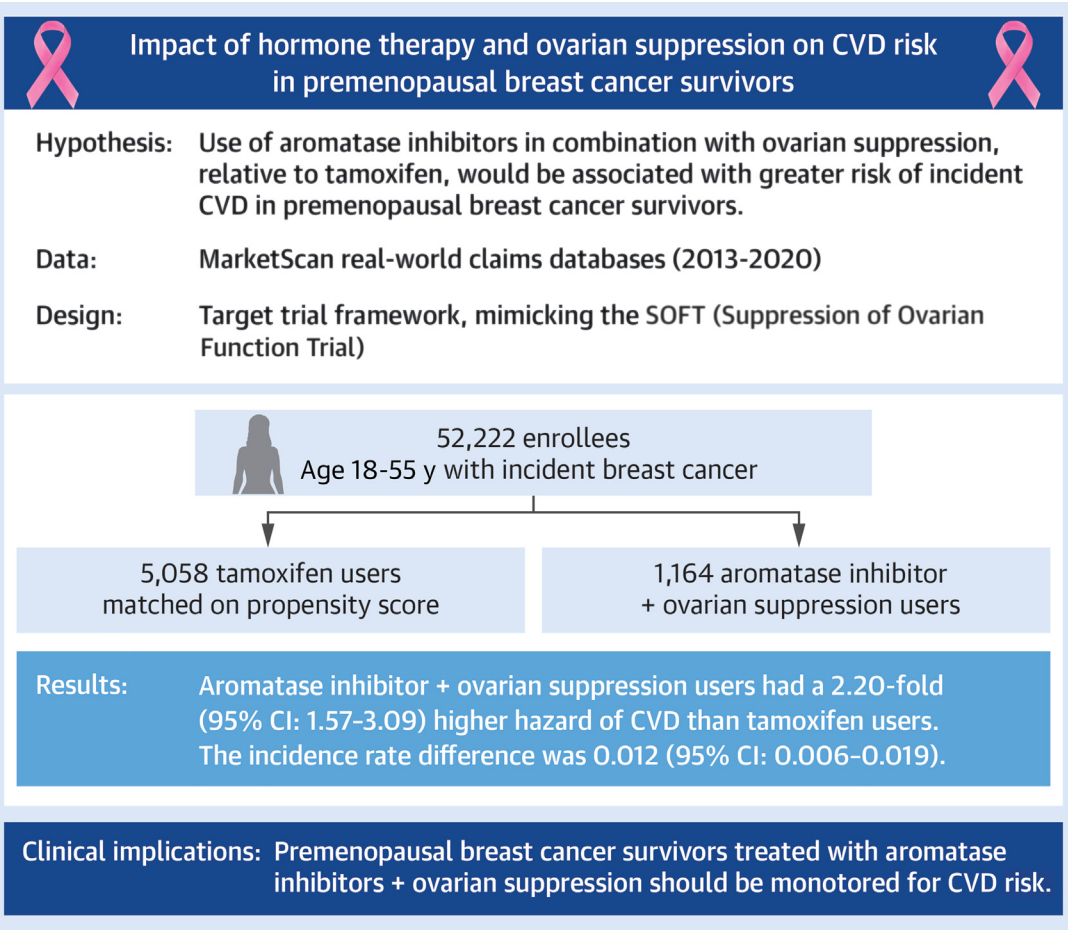 Impact of hormone therapy and ovarian suppression on CVD risk
in premenopausal breast cancer survivors
Hypothesis: Use of aromatase inhibitors in combination with ovarian suppression,
relative to tamoxifen, would be associated with greater risk of incident
CVD in premenopausal breast cancer survivors.
Data: MarketScan real-world claims databases (2013-2020)
Design: Target trial framework, mimicking the SOFT (Suppression of Ovarian
Function Trial)
52,222 enrollees
Age 18-55 y with incident breast cancer
5,058 tamoxifen users
matched on propensity score
1,164 aromatase inhibitor
+ ovarian suppression users
Results: Aromatase inhibitor + ovarian suppression users had a 2.20-fold
(95% CI: 1.57–3.09) higher hazard of CVD than tamoxifen users.
The incidence rate difference was 0.012 (95% CI: 0.006–0.019).
Clinical implications: Premenopausal breast cancer survivors treated with aromatase
inhibitors + ovarian suppression should be monotored for CVD risk.